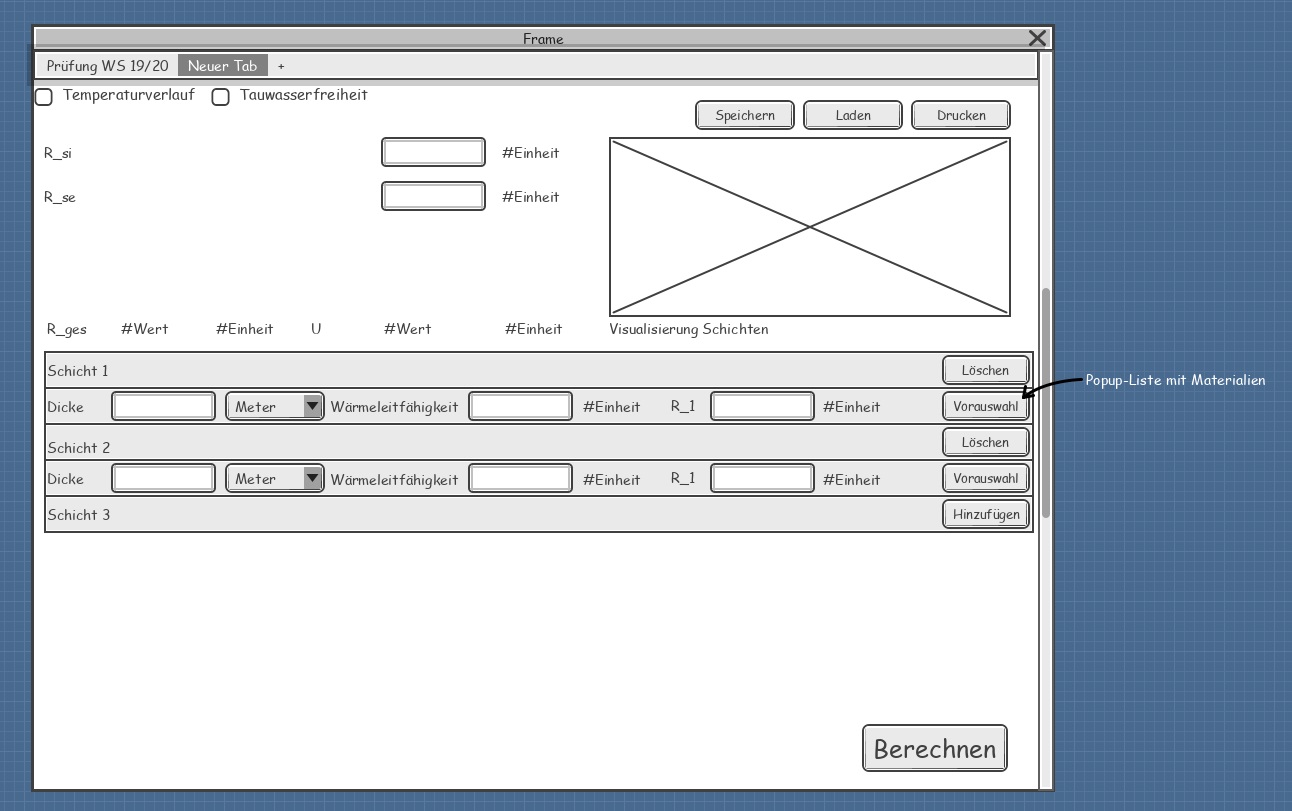 Frame
Prüfung WS 19/20 Neuer Tab +
Temperaturverlauf Tauwasserfreiheit
Speichern Laden Drucken
R_si #Einheit
R_se #Einheit
R_ges #Wert #Einheit U #Wert #Einheit Visualisierung Schichten
Schicht 1 Löschen
Popup-Liste mit Materialien
Dicke Meter Wärmeleitfähigkeit #Einheit R_1 #Einheit Vorauswahl
Schicht 2 Löschen
Dicke Meter Wärmeleitfähigkeit #Einheit R_1 #Einheit Vorauswahl
Schicht 3 Hinzufügen
Berechnen